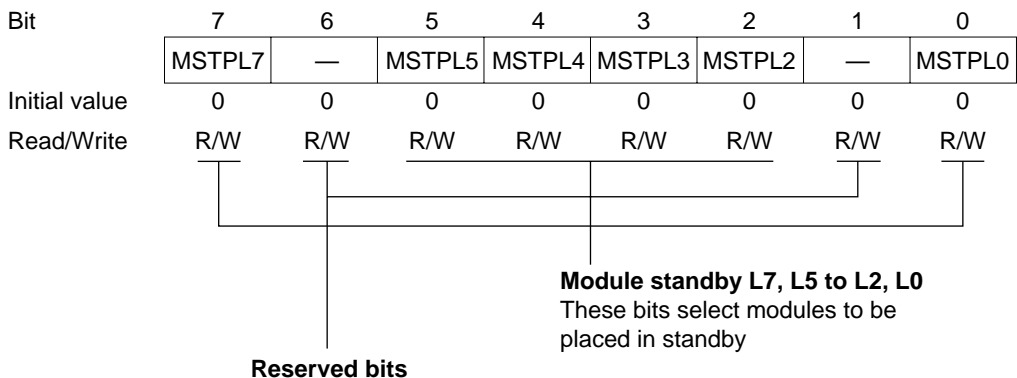 Bit 7 6 5 4 3 2 1 0
MSTPL7 — MSTPL5 MSTPL4 MSTPL3 MSTPL2 — MSTPL0
Initial value 0 0 0 0 0 0 0 0
Read/Write R/W R/W R/W R/W R/W R/W R/W R/W
Module standby L7, L5 to L2, L0
These bits select modules to be
placed in standby
Reserved bits